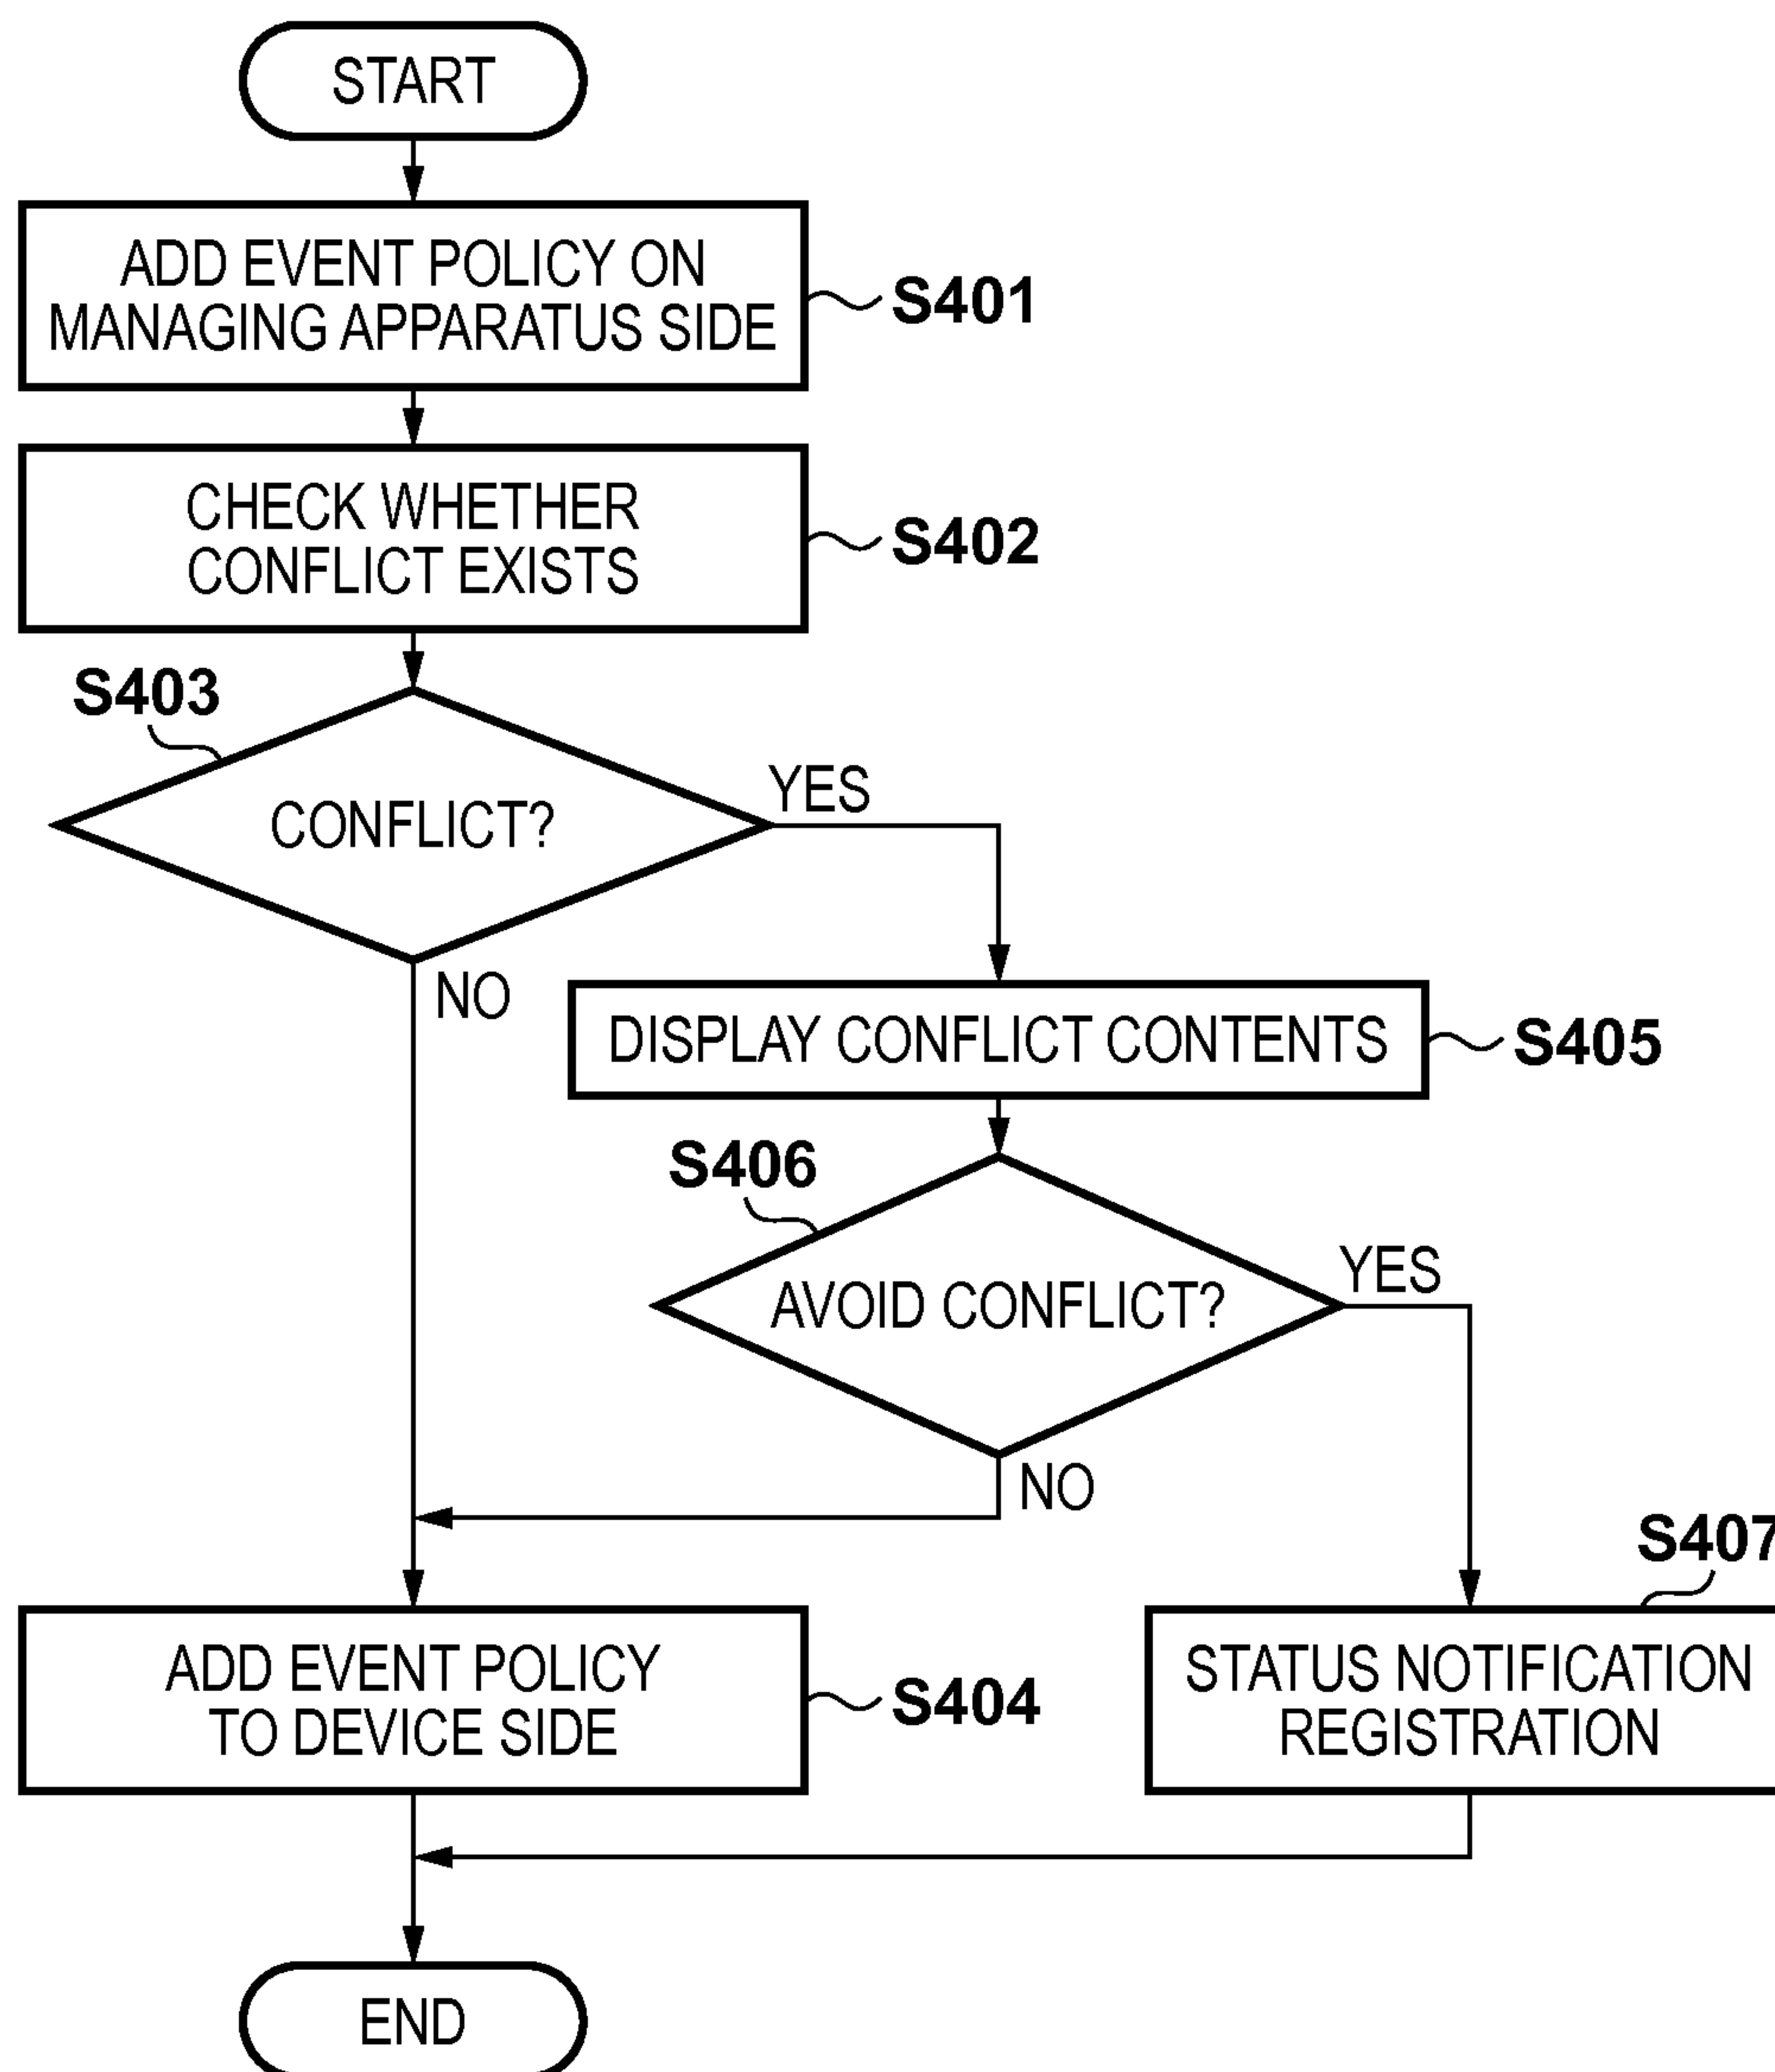 START
ADD EVENT POLICY ON
MANAGING APPARATUS SIDE
S401
CHECK WHETHER
CONFLICT EXISTS
S402
S403
CONFLICT?
YES
NO
DISPLAY CONFLICT CONTENTS
S405
S406
AVOID CONFLICT?
YES
NO
S407
ADD EVENT POLICY
TO DEVICE SIDE
S404
STATUS NOTIFICATION
REGISTRATION
END